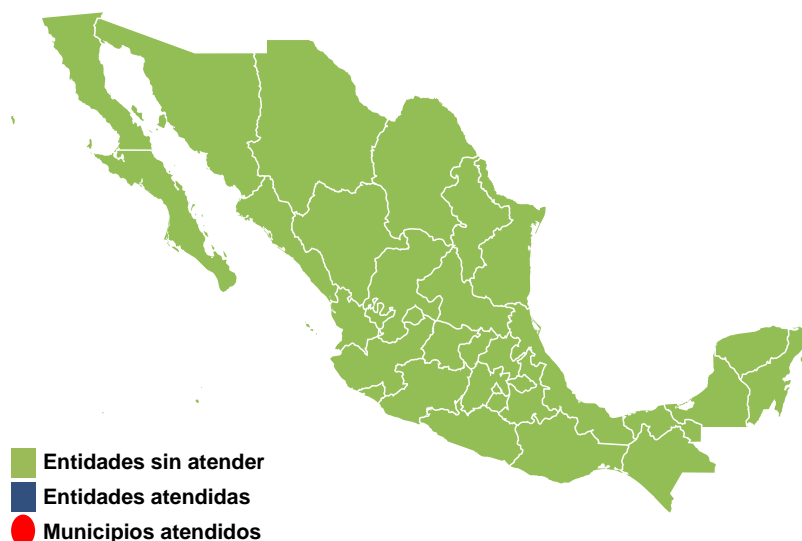 Entidades sin atender
Entidades atendidas
Municipios atendidos